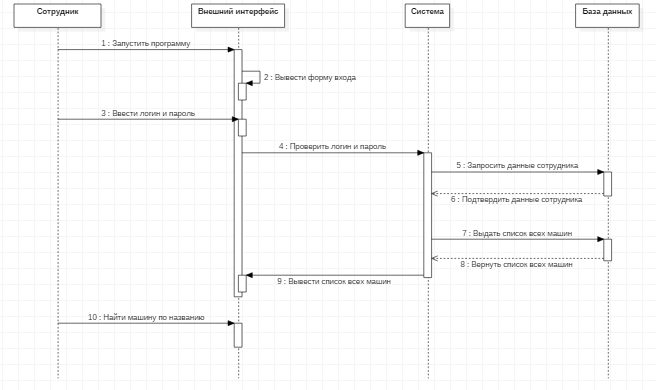 Сотрудник
Внешний интерфейс
Система
База данных
1 : Запустить программу
2 : Вывести форму входа
3 : Ввести логин и пароль
4 : Проверить логин и пароль
5 : Запросить данные сотрудника
6 : Подтвердить данные сотрудника
7 : Выдать список всех машин
8 : Вернуть список всех машин
9 : Вывести список всех машин
10 : Найти машину по названию